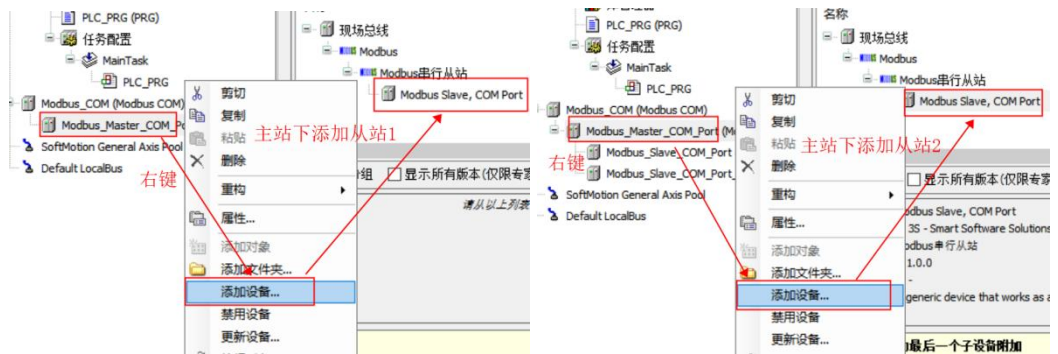 PLC_PRG (PRG)
任务配置
MainTask
PLC_PRG
Modbus_COM (Modbus COM)
Modbus_Master_COM_Po
SoftMotion General Axis Pool
Default LocalBus
右键
主站下添加从站1
剪切
复制
粘贴
删除
重构
属性...
添加对象
添加文件夹...
添加设备...
禁用设备
更新设备...
现场总线
Modbus
Modbus串行从站
Modbus Slave, COM Port
组
显示所有版本(仅限专家
请从以上列表
PLC_PRG (PRG)
任务配置
MainTask
PLC_PRG
Modbus_COM (Modbus COM)
Modbus_Master_COM_Port (Mo
Modbus_Slave_COM_Port
Modbus_Slave_COM_Port_
SoftMotion General Axis Pool
Default LocalBus
右键
主站下添加从站2
剪切
复制
粘贴
删除
重构
属性...
添加对象
添加文件夹...
添加设备...
禁用设备
更新设备...
名称
现场总线
Modbus
Modbus串行从站
Modbus Slave, COM Port
显示所有版本(仅限专家
odbus Slave, COM Port
3S - Smart Software Solutions
odbus串行从站
1.0.0
-
generic device that works as a
最后一个子设备附加